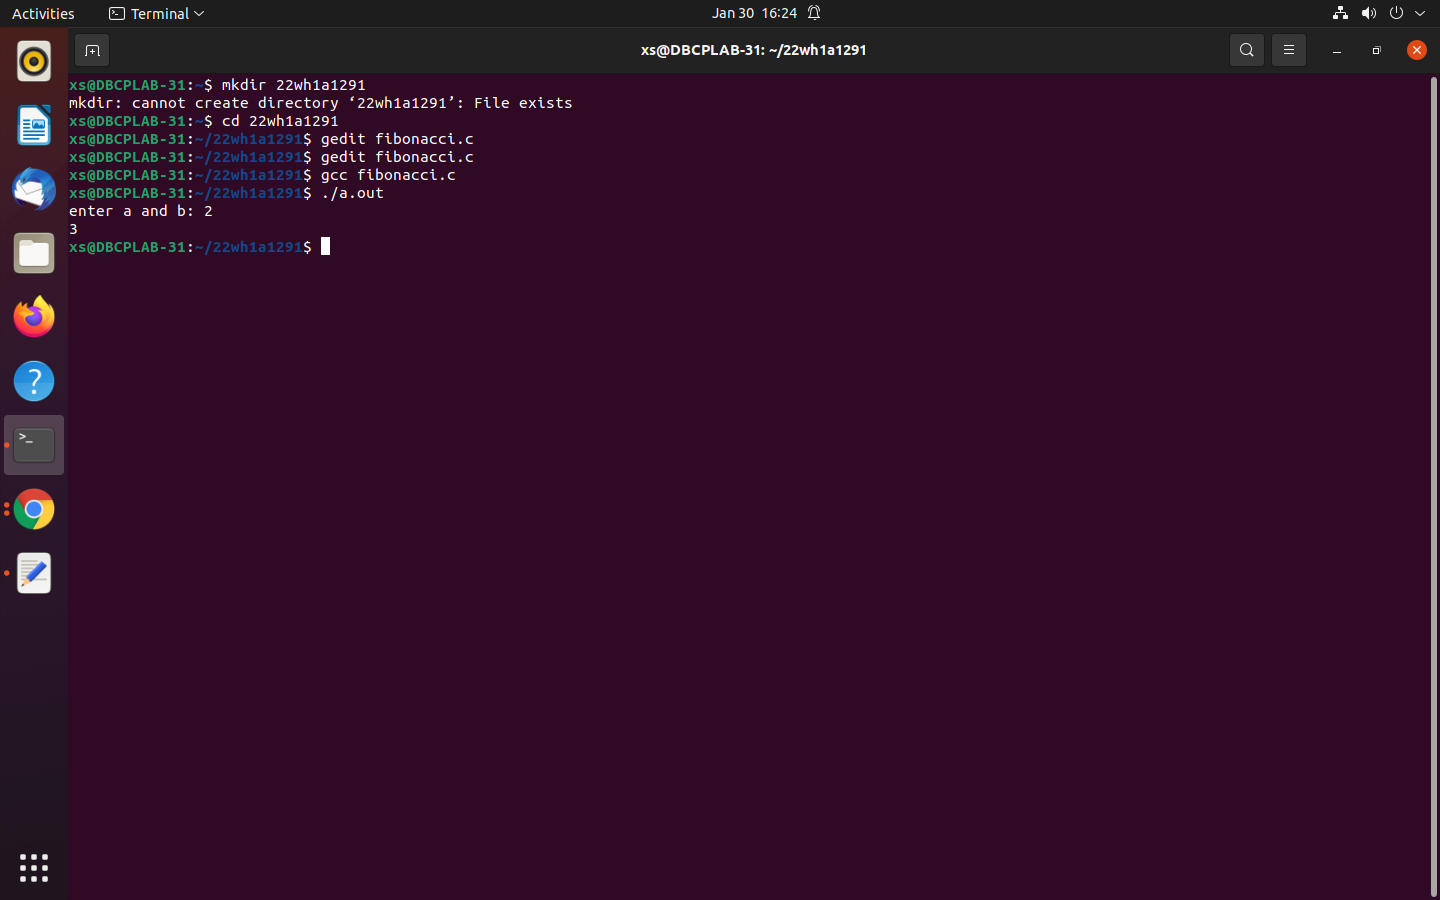 Activities
Terminal
Jan 30 16:24
xs@DBCPLAB-31: ~/22wh1a1291
xs@DBCPLAB-31:~$ mkdir 22wh1a1291
mkdir: cannot create directory ‘22wh1a1291’: File exists
xs@DBCPLAB-31:~$ cd 22wh1a1291
xs@DBCPLAB-31:~/22wh1a1291$ gedit fibonacci.c
xs@DBCPLAB-31:~/22wh1a1291$ gedit fibonacci.c
xs@DBCPLAB-31:~/22wh1a1291$ gcc fibonacci.c
xs@DBCPLAB-31:~/22wh1a1291$ ./a.out
enter a and b: 2
3
xs@DBCPLAB-31:~/22wh1a1291$